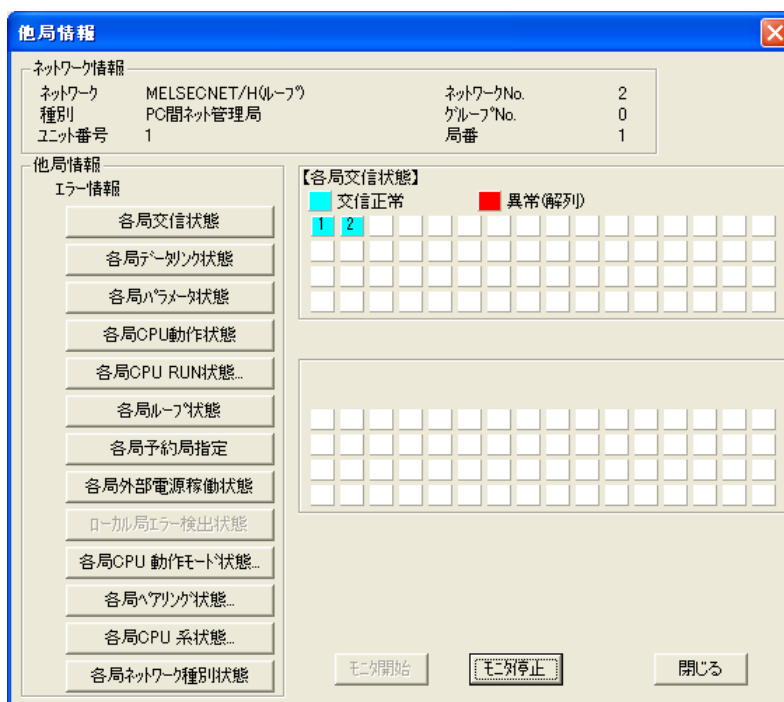 他局情報
ネットワーク情報
ネットワーク MELSECNET/H(ループ) ネットワークNo. 2
種別 PC間ネット管理局 グループNo. 0
ユニット番号 1 局番 1
他局情報
エラー情報
各局交信状態
各局データリンク状態
各局パラメータ状態
各局CPU動作状態
各局CPU RUN状態...
各局ループ状態
各局予約局指定
各局外部電源稼働状態
ローカル局エラー検出状態
各局CPU 動作モード状態...
各局ペアリング状態...
各局CPU 系状態...
各局ネットワーク種別状態
【各局交信状態】
交信正常 異常(解列)
1 2
モニタ開始 モニタ停止 閉じる